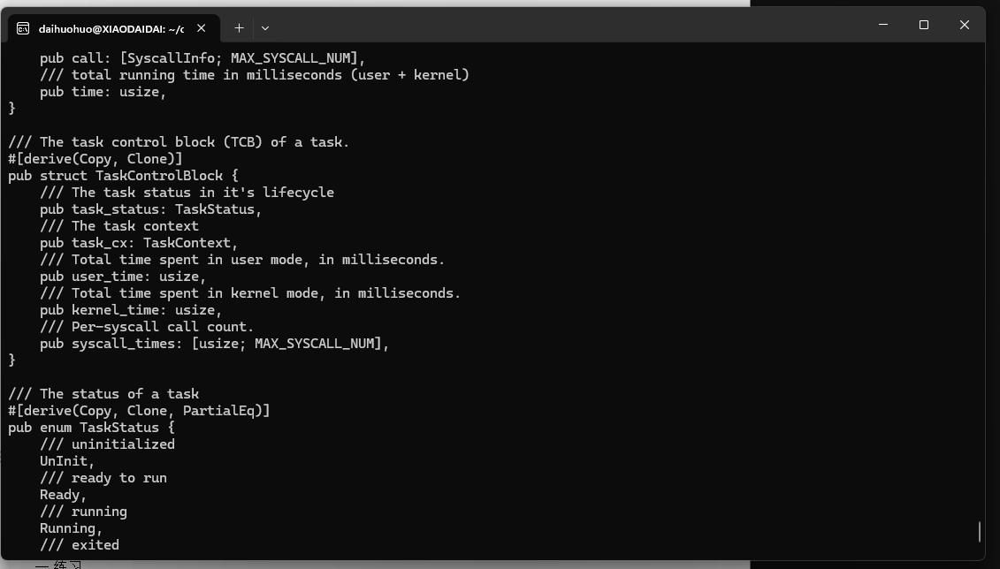 daihuohuo@XIAODAIDAI: ~/c
    pub call: [SyscallInfo; MAX_SYSCALL_NUM],
    /// total running time in milliseconds (user + kernel)
    pub time: usize,
}

/// The task control block (TCB) of a task.
#[derive(Copy, Clone)]
pub struct TaskControlBlock {
    /// The task status in it's lifecycle
    pub task_status: TaskStatus,
    /// The task context
    pub task_cx: TaskContext,
    /// Total time spent in user mode, in milliseconds.
    pub user_time: usize,
    /// Total time spent in kernel mode, in milliseconds.
    pub kernel_time: usize,
    /// Per-syscall call count.
    pub syscall_times: [usize; MAX_SYSCALL_NUM],
}

/// The status of a task
#[derive(Copy, Clone, PartialEq)]
pub enum TaskStatus {
    /// uninitialized
    UnInit,
    /// ready to run
    Ready,
    /// running
    Running,
    /// exited